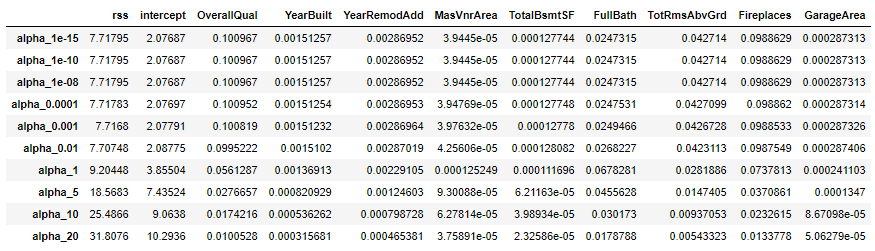 rss intercept OverallQual YearBuilt YearRemodAdd MasVnrArea TotalBsmtSF FullBath TotRmsAbvGrd Fireplaces GarageArea
alpha_1e-15 7.71795 2.07687 0.100967 0.00151257 0.00286952 3.9445e-05 0.000127744 0.0247315 0.042714 0.0988629 0.000287313
alpha_1e-10 7.71795 2.07687 0.100967 0.00151257 0.00286952 3.9445e-05 0.000127744 0.0247315 0.042714 0.0988629 0.000287313
alpha_1e-08 7.71795 2.07687 0.100967 0.00151257 0.00286952 3.9445e-05 0.000127744 0.0247315 0.042714 0.0988629 0.000287313
alpha_0.0001 7.71783 2.07697 0.100952 0.00151254 0.00286953 3.94769e-05 0.000127748 0.0247531 0.0427099 0.098862 0.000287314
alpha_0.001 7.7168 2.07791 0.100819 0.00151232 0.00286964 3.97632e-05 0.00012778 0.0249466 0.0426728 0.0988533 0.000287326
alpha_0.01 7.70748 2.08775 0.0995222 0.0015102 0.00287019 4.25606e-05 0.000128082 0.0268227 0.0423113 0.0987549 0.000287406
alpha_1 9.20448 3.85504 0.0561287 0.00136913 0.00229105 0.000125249 0.000111696 0.0678281 0.0281886 0.0737813 0.000241103
alpha_5 18.5683 7.43524 0.0276657 0.000820929 0.00124603 9.30088e-05 6.21163e-05 0.0455628 0.0147405 0.0370861 0.0001347
alpha_10 25.4866 9.0638 0.0174216 0.000536262 0.000798728 6.27814e-05 3.98934e-05 0.030173 0.00937053 0.0232615 8.67098e-05
alpha_20 31.8076 10.2936 0.0100528 0.000315681 0.000465381 3.75891e-05 2.32586e-05 0.0178788 0.00543323 0.0133778 5.06279e-05